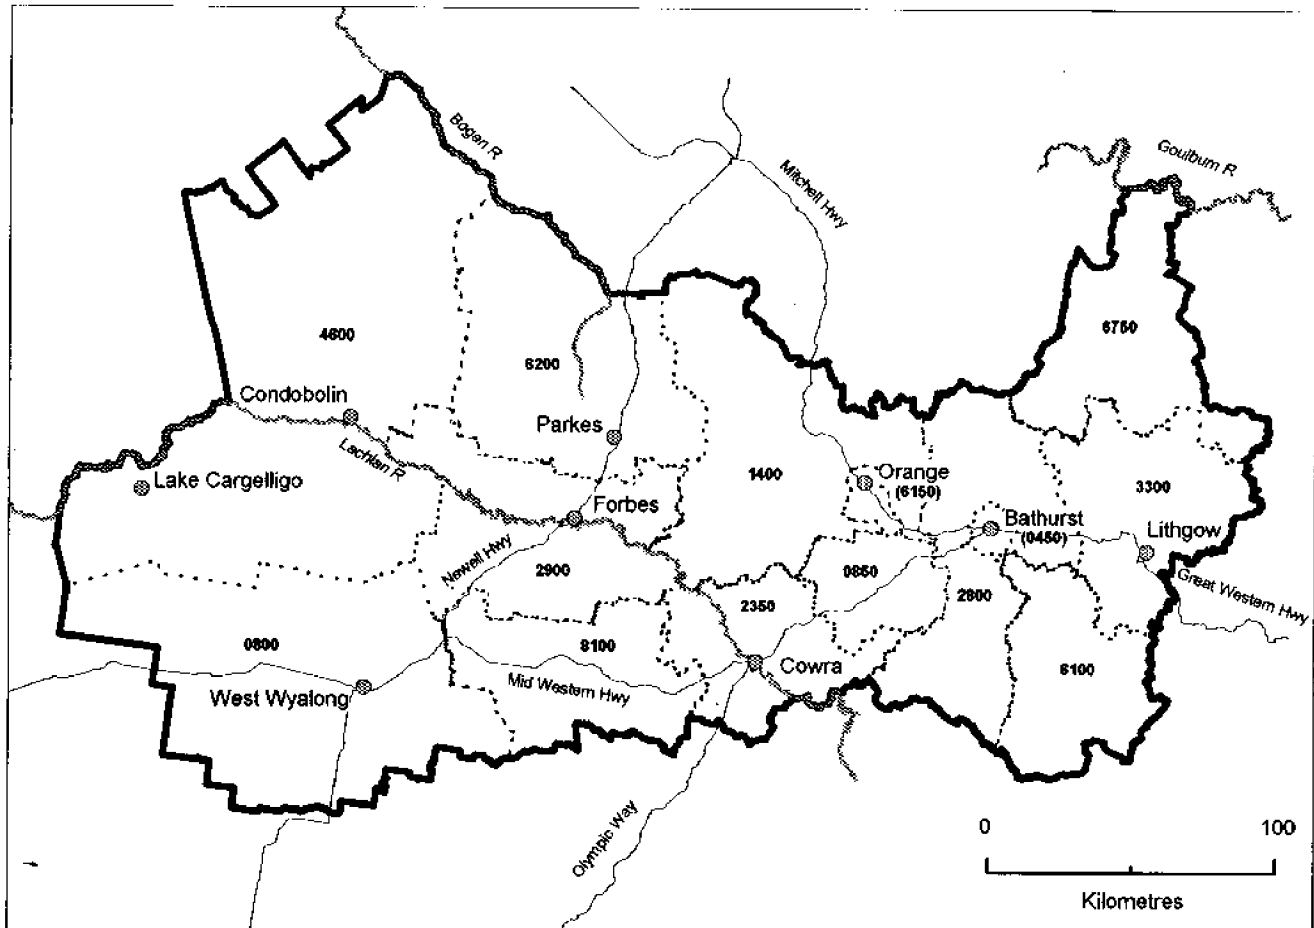 Bogan R
Goulburn R
Mitchell Hwy
4600
6200
6750
Condobolin
Parkes
Lachlan R
Lake Cargelligo
1400
Orange
(6150)
3300
Forbes
Bathurst
(0450)
Lithgow
Newell Hwy
2900
0850
2350
2800
Great Western Hwy
0800
8100
Cowra
6100
West Wyalong
Mid Western Hwy
Olympic Way
0 100
Kilometres